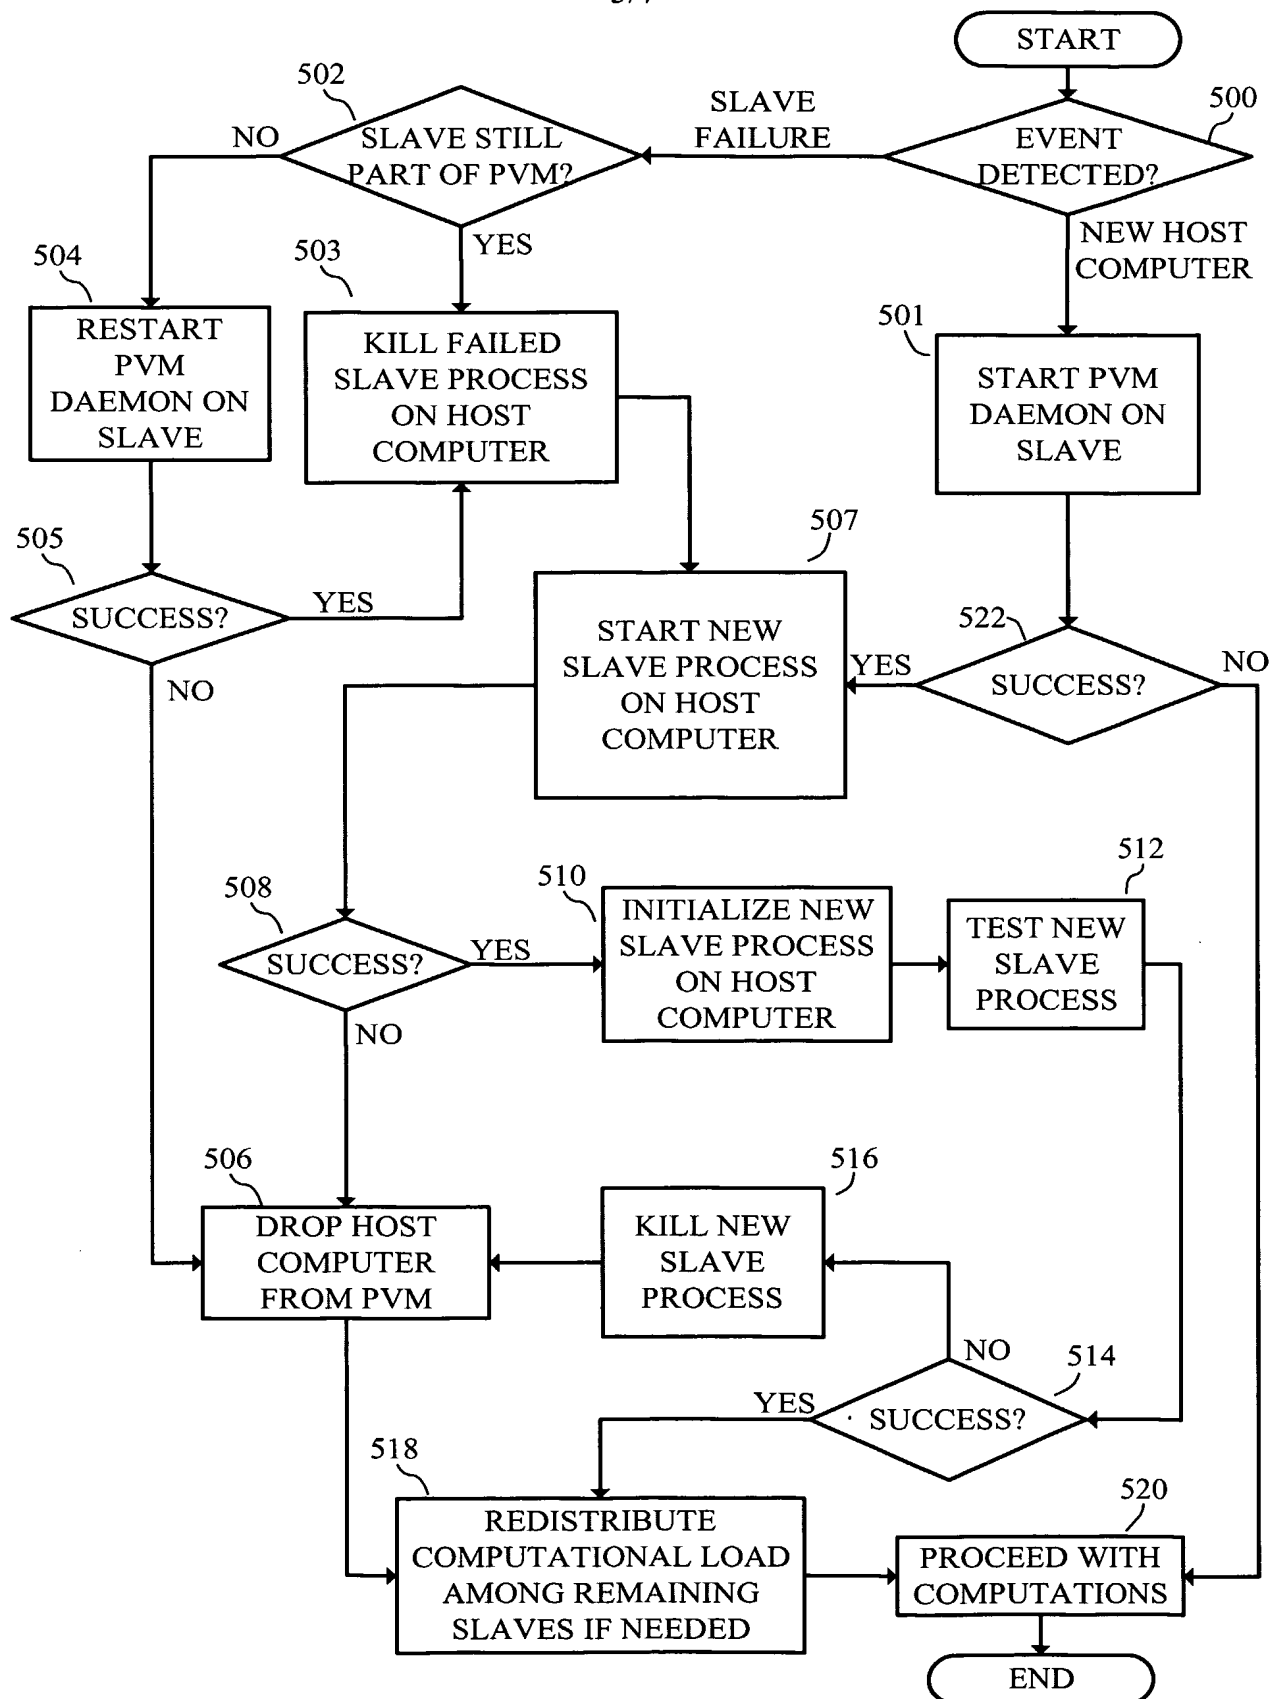 START
502
500
SLAVE
FAILURE
NO
SLAVE STILL
PART OF PVM?
EVENT
DETECTED?
YES
NEW HOST
COMPUTER
504
503
501
RESTART
PVM
DAEMON ON
SLAVE
KILL FAILED
SLAVE PROCESS
ON HOST
COMPUTER
START PVM
DAEMON ON
SLAVE
505
507
SUCCESS?
YES
522
START NEW
SLAVE PROCESS
ON HOST
COMPUTER
YES
SUCCESS?
NO
NO
508
510
512
SUCCESS?
YES
INITIALIZE NEW
SLAVE PROCESS
ON HOST
COMPUTER
TEST NEW
SLAVE
PROCESS
NO
506
516
DROP HOST
COMPUTER
FROM PVM
KILL NEW
SLAVE
PROCESS
NO
514
YES
SUCCESS?
518
520
REDISTRIBUTE
COMPUTATIONAL LOAD
AMONG REMAINING
SLAVES IF NEEDED
PROCEED WITH
COMPUTATIONS
END